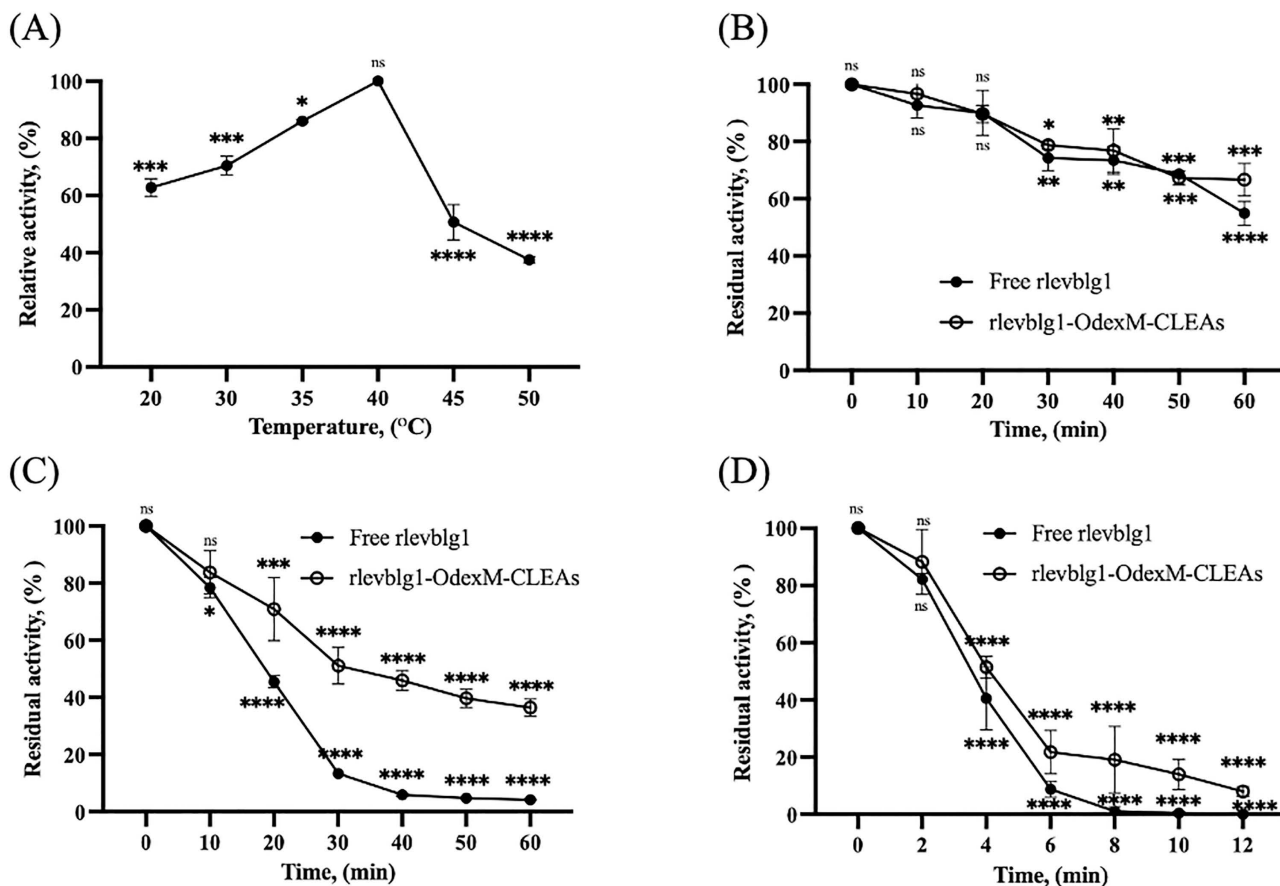 (A)
Relative activity, (%)
100
80
60
40
20
0
***
***
*
ns
****
****
20 30 35 40 45 50
Temperature, (°C)
(B)
Residual activity, (%)
100
80
60
40
20
0
ns
ns
ns
*
**
***
***
ns
ns
**
**
***
****
Free rlevblg1
rlevblg1-OdexM-CLEAs
0 10 20 30 40 50 60
Time, (min)
(C)
Residual activity, (%)
100
80
60
40
20
0
ns
ns
***
****
****
****
****
*
****
****
****
****
****
Free rlevblg1
rlevblg1-OdexM-CLEAs
0 10 20 30 40 50 60
Time, (min)
(D)
Residual activity, (%)
100
80
60
40
20
0
ns
ns
****
****
****
****
****
ns
****
****
****
****
****
Free rlevblg1
rlevblg1-OdexM-CLEAs
0 2 4 6 8 10 12
Time, (min)